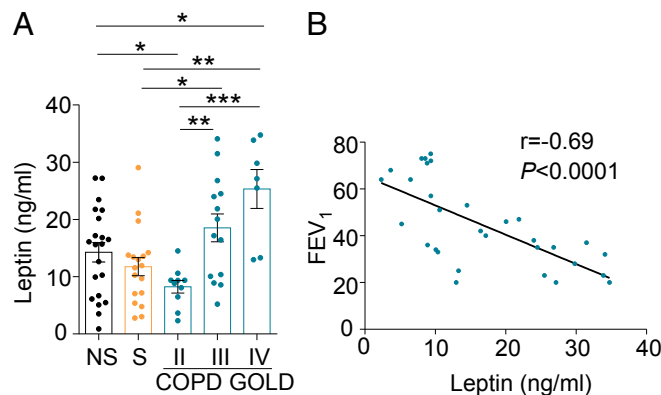 A
*
*
**
*
***
**
Leptin (ng/ml)
40
30
20
10
0
NS S II III IV
COPD GOLD
B
r=-0.69
P<0.0001
FEV1
80
60
40
20
0
0 10 20 30 40
Leptin (ng/ml)